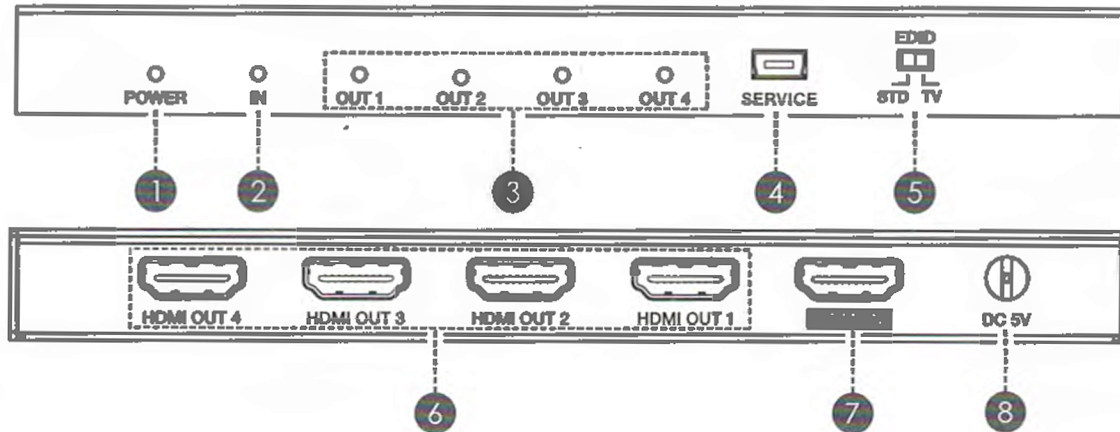 EDID
POWER IN OUT 1 OUT 2 OUT 3 OUT 4 SERVICE STD TV
1 2 3 4 5
HDMI OUT 4 HDMI OUT 3 HDMI OUT 2 HDMI OUT 1 DC 5V
6 7 8